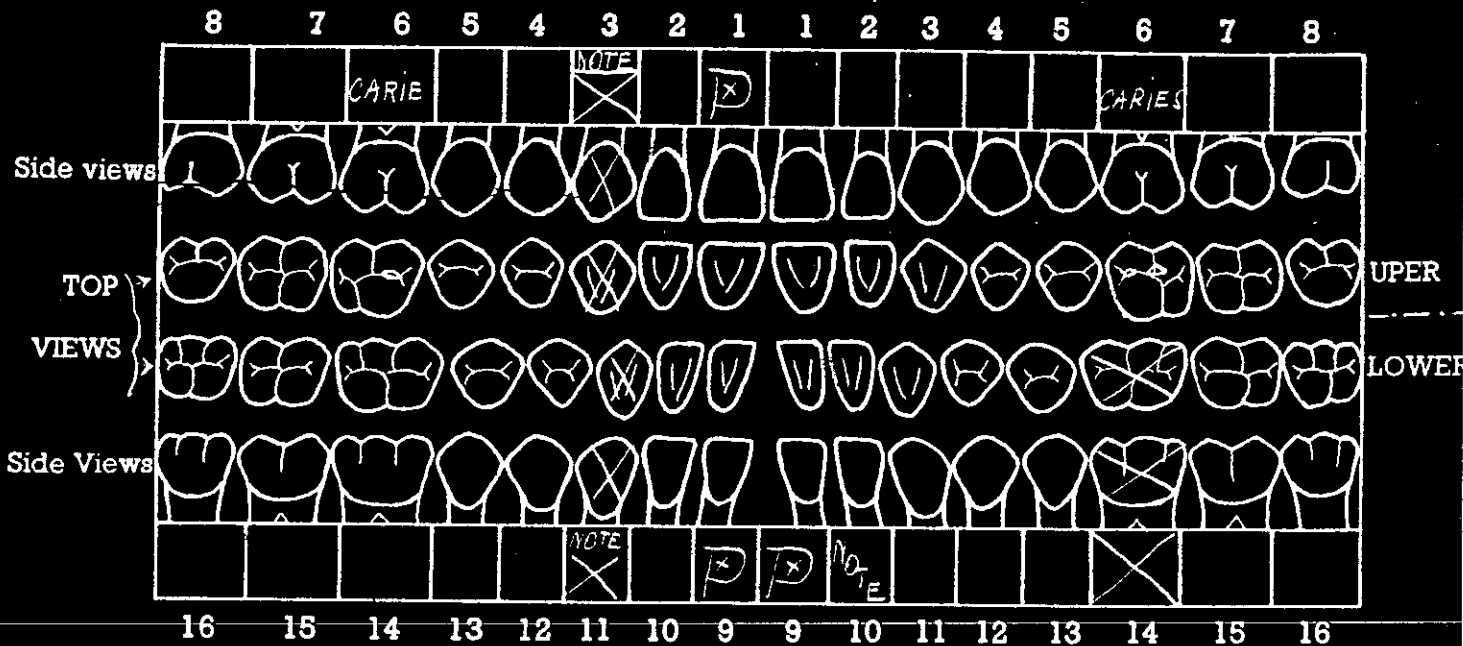 8 7 6 5 4 3 2 1 1 2 3 4 5 6 7 8
CARIE NOTE CARIES
Side views
TOP
VIEWS
UPER
LOWER
Side Views
NOTE NOTE
16 15 14 13 12 11 10 9 9 10 11 12 13 14 15 16